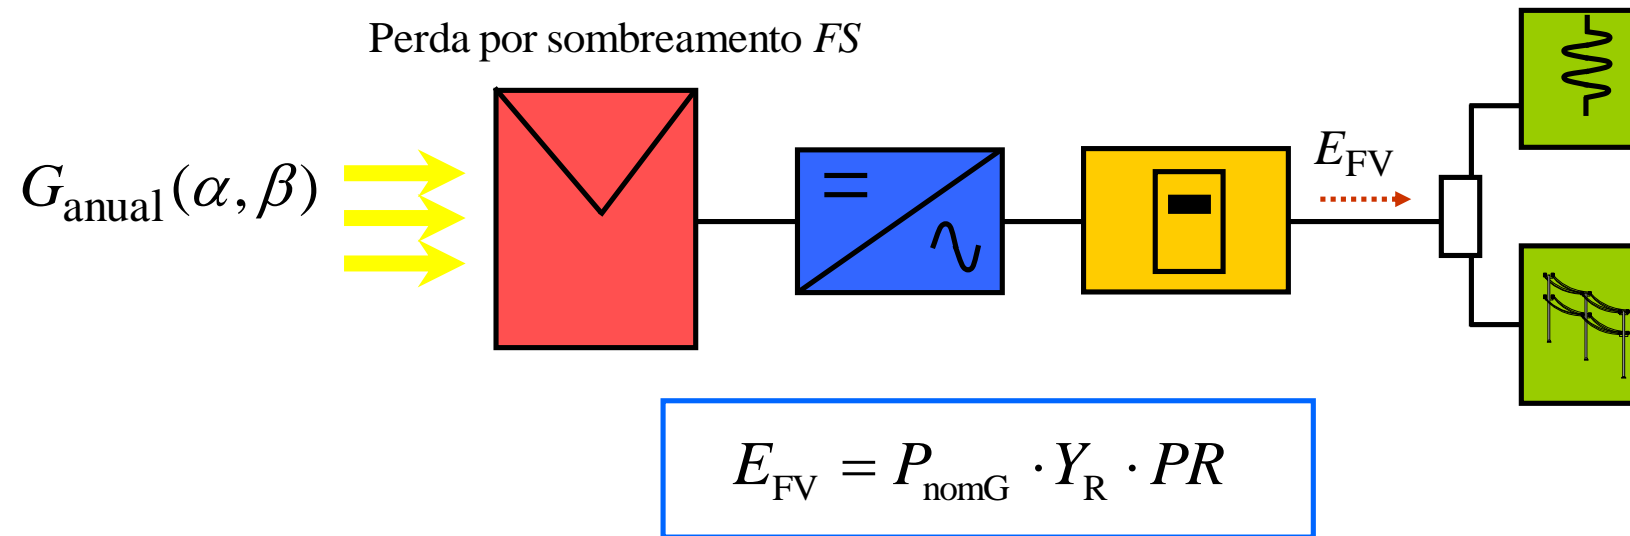 Perda por sombreamento FS
G_anual(α, β)
E_FV
E_FV = P_nomG · Y_R · PR